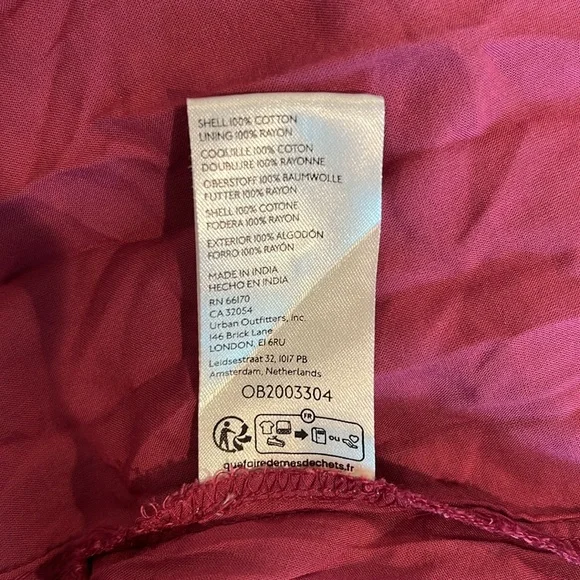 SHELL 100% COTTON
LINING 100% RAYON
COQUILLE 100% COTON
DOUBLURE 100% RAYONNE
OBERSTOFF 100% BAUMWOLLE
FUTTER 100% RAYON
SHELL 100% COTONE
FODERA 100% RAYON
EXTERIOR 100% ALGODÓN
FORRO 100% RAYÓN
MADE IN INDIA
HECHO EN INDIA
RN 66170
CA 32054
Urban Outfitters, Inc.
146 Brick Lane
LONDON, E1 6RU
Leidsestraat 32, 1017 PB
Amsterdam, Netherlands
OB2003304
FR
OU
quefairedemesdechets.fr